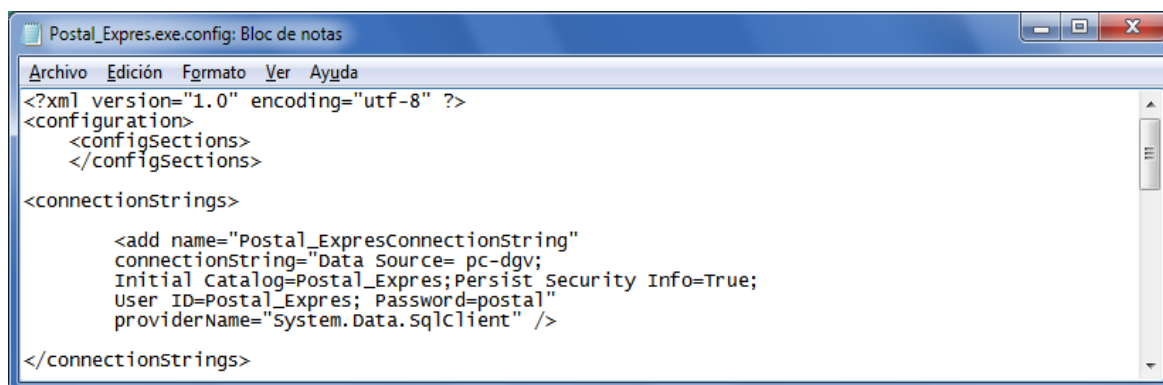 Postal_Expres.exe.config: Bloc de notas
Archivo Edición Formato Ver Ayuda
<?xml version="1.0" encoding="utf-8" ?>
<configuration>
    <configSections>
    </configSections>
<connectionStrings>
        <add name="Postal_ExpresConnectionString"
        connectionString="Data Source= pc-dgv;
        Initial Catalog=Postal_Expres;Persist Security Info=True;
        User ID=Postal_Expres; Password=postal"
        providerName="System.Data.SqlClient" />
</connectionStrings>